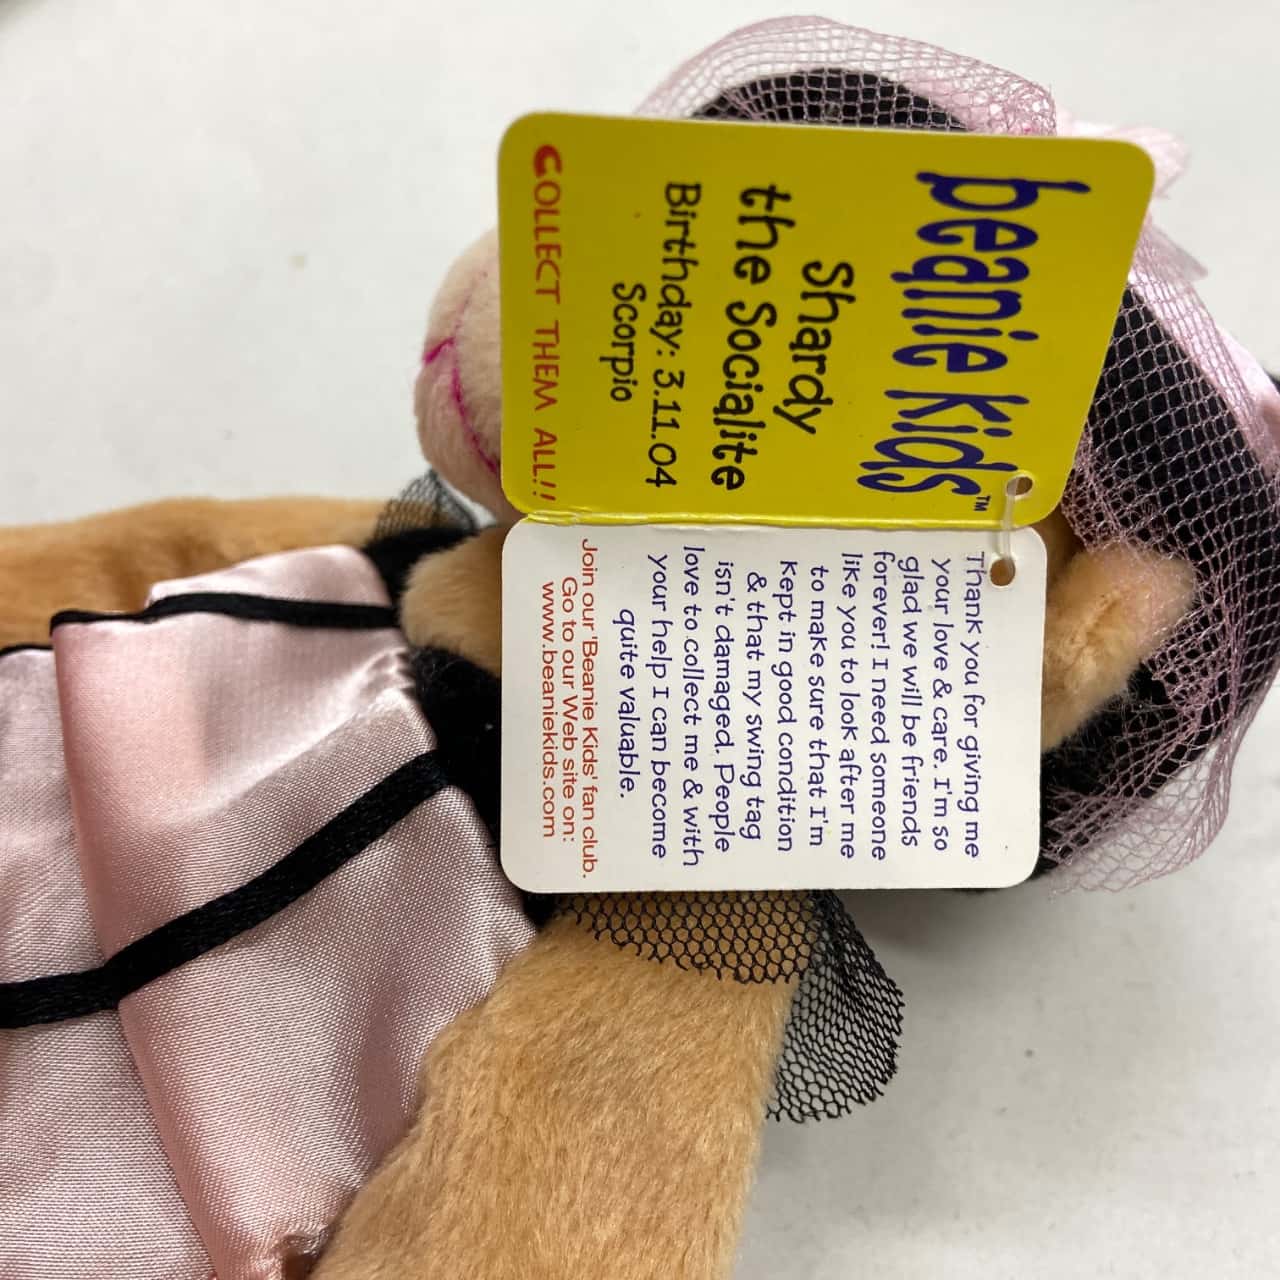 beanie kids™
Shardy
the Socialite
Birthday: 3.11.04
Scorpio
COLLECT THEM ALL!!
Thank you for giving me
your love & care. I'm so
glad we will be friends
forever! I need someone
like you to look after me
to make sure that I'm
kept in good condition
& that my swing tag
isn't damaged. People
love to collect me & with
your help I can become
quite valuable.
Join our 'Beanie Kids' fan club.
Go to our Web site on:
www.beaniekids.com